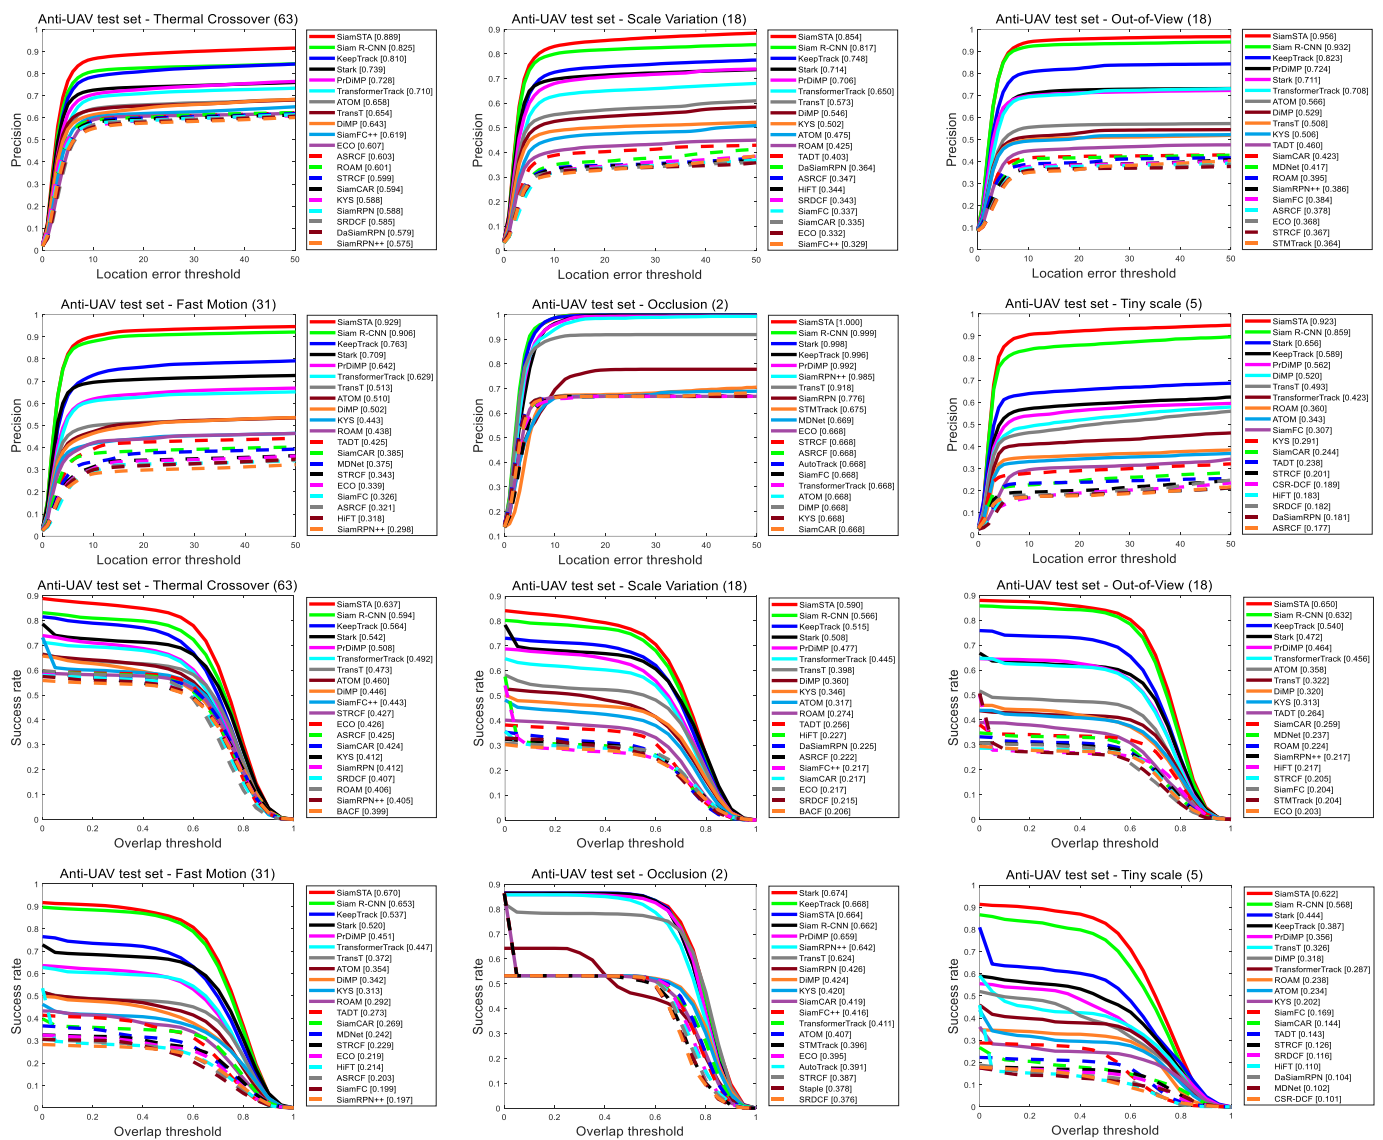 Anti-UAV test set - Thermal Crossover (63)
Precision
Location error threshold
SiamSTA [0.889]
Siam R-CNN [0.825]
KeepTrack [0.810]
Stark [0.739]
PrDiMP [0.728]
TransformerTrack [0.710]
ATOM [0.658]
TransT [0.654]
DiMP [0.643]
SiamFC++ [0.619]
ECO [0.607]
ASRCF [0.603]
ROAM [0.601]
STRCF [0.599]
SiamCAR [0.594]
KYS [0.588]
SiamRPN [0.588]
SRDCF [0.585]
DaSiamRPN [0.579]
SiamRPN++ [0.575]
Anti-UAV test set - Scale Variation (18)
Precision
Location error threshold
SiamSTA [0.854]
Siam R-CNN [0.817]
KeepTrack [0.748]
Stark [0.714]
PrDiMP [0.706]
TransformerTrack [0.650]
TransT [0.573]
DiMP [0.546]
KYS [0.502]
ATOM [0.475]
ROAM [0.425]
TADT [0.403]
DaSiamRPN [0.364]
ASRCF [0.347]
HiFT [0.344]
SRDCF [0.343]
SiamFC [0.337]
SiamCAR [0.335]
ECO [0.332]
SiamFC++ [0.329]
Anti-UAV test set - Out-of-View (18)
Precision
Location error threshold
SiamSTA [0.956]
Siam R-CNN [0.932]
KeepTrack [0.823]
PrDiMP [0.724]
Stark [0.711]
TransformerTrack [0.708]
ATOM [0.566]
DiMP [0.529]
TransT [0.508]
KYS [0.506]
TADT [0.460]
SiamCAR [0.423]
MDNet [0.417]
ROAM [0.395]
SiamRPN++ [0.386]
SiamFC [0.384]
ASRCF [0.378]
ECO [0.368]
STRCF [0.367]
STMTrack [0.364]
Anti-UAV test set - Fast Motion (31)
Precision
Location error threshold
SiamSTA [0.929]
Siam R-CNN [0.906]
KeepTrack [0.763]
Stark [0.709]
PrDiMP [0.642]
TransformerTrack [0.629]
TransT [0.513]
ATOM [0.510]
DiMP [0.502]
KYS [0.443]
ROAM [0.438]
TADT [0.425]
SiamCAR [0.385]
MDNet [0.375]
STRCF [0.343]
ECO [0.339]
SiamFC [0.326]
ASRCF [0.321]
HiFT [0.318]
SiamRPN++ [0.298]
Anti-UAV test set - Occlusion (2)
Precision
Location error threshold
SiamSTA [1.000]
Siam R-CNN [0.999]
Stark [0.998]
KeepTrack [0.996]
PrDiMP [0.992]
SiamRPN++ [0.985]
TransT [0.918]
SiamRPN [0.776]
STMTrack [0.675]
MDNet [0.669]
ECO [0.668]
STRCF [0.668]
ASRCF [0.668]
AutoTrack [0.668]
SiamFC [0.668]
TransformerTrack [0.668]
ATOM [0.668]
DiMP [0.668]
KYS [0.668]
SiamCAR [0.668]
Anti-UAV test set - Tiny scale (5)
Precision
Location error threshold
SiamSTA [0.923]
Siam R-CNN [0.859]
Stark [0.656]
KeepTrack [0.589]
PrDiMP [0.562]
DiMP [0.520]
TransT [0.493]
TransformerTrack [0.423]
ROAM [0.360]
ATOM [0.343]
SiamFC [0.307]
KYS [0.291]
SiamCAR [0.244]
TADT [0.238]
STRCF [0.201]
CSR-DCF [0.189]
HiFT [0.183]
SRDCF [0.182]
DaSiamRPN [0.181]
ASRCF [0.177]
Anti-UAV test set - Thermal Crossover (63)
Success rate
Overlap threshold
SiamSTA [0.637]
Siam R-CNN [0.594]
KeepTrack [0.564]
Stark [0.542]
PrDiMP [0.508]
TransformerTrack [0.492]
TransT [0.473]
ATOM [0.460]
DiMP [0.446]
SiamFC++ [0.443]
STRCF [0.427]
ECO [0.426]
ASRCF [0.425]
SiamCAR [0.424]
KYS [0.412]
SiamRPN [0.412]
SRDCF [0.407]
ROAM [0.406]
SiamRPN++ [0.405]
BACF [0.399]
Anti-UAV test set - Scale Variation (18)
Success rate
Overlap threshold
SiamSTA [0.590]
Siam R-CNN [0.566]
KeepTrack [0.515]
Stark [0.508]
PrDiMP [0.477]
TransformerTrack [0.445]
TransT [0.398]
DiMP [0.360]
KYS [0.346]
ATOM [0.317]
ROAM [0.274]
TADT [0.256]
HiFT [0.227]
DaSiamRPN [0.225]
ASRCF [0.222]
SiamFC++ [0.217]
SiamCAR [0.217]
ECO [0.217]
SRDCF [0.215]
BACF [0.206]
Anti-UAV test set - Out-of-View (18)
Success rate
Overlap threshold
SiamSTA [0.650]
Siam R-CNN [0.632]
KeepTrack [0.540]
Stark [0.472]
PrDiMP [0.464]
TransformerTrack [0.456]
ATOM [0.358]
TransT [0.322]
DiMP [0.320]
KYS [0.313]
TADT [0.264]
SiamCAR [0.259]
MDNet [0.237]
ROAM [0.224]
SiamRPN++ [0.217]
HiFT [0.217]
STRCF [0.205]
SiamFC [0.204]
STMTrack [0.204]
ECO [0.203]
Anti-UAV test set - Fast Motion (31)
Success rate
Overlap threshold
SiamSTA [0.670]
Siam R-CNN [0.653]
KeepTrack [0.537]
Stark [0.520]
PrDiMP [0.451]
TransformerTrack [0.447]
TransT [0.372]
ATOM [0.354]
DiMP [0.342]
KYS [0.313]
ROAM [0.292]
TADT [0.273]
SiamCAR [0.269]
MDNet [0.242]
STRCF [0.229]
ECO [0.219]
HiFT [0.214]
ASRCF [0.203]
SiamFC [0.199]
SiamRPN++ [0.197]
Anti-UAV test set - Occlusion (2)
Success rate
Overlap threshold
Stark [0.674]
KeepTrack [0.668]
SiamSTA [0.664]
Siam R-CNN [0.662]
PrDiMP [0.659]
SiamRPN++ [0.642]
TransT [0.624]
SiamRPN [0.426]
DiMP [0.424]
KYS [0.420]
SiamCAR [0.419]
SiamFC++ [0.416]
TransformerTrack [0.411]
ATOM [0.407]
STMTrack [0.396]
ECO [0.395]
AutoTrack [0.391]
STRCF [0.387]
Staple [0.378]
SRDCF [0.376]
Anti-UAV test set - Tiny scale (5)
Success rate
Overlap threshold
SiamSTA [0.622]
Siam R-CNN [0.568]
Stark [0.444]
KeepTrack [0.387]
PrDiMP [0.356]
TransT [0.326]
DiMP [0.318]
TransformerTrack [0.287]
ROAM [0.238]
ATOM [0.234]
KYS [0.202]
SiamFC [0.169]
SiamCAR [0.144]
TADT [0.143]
STRCF [0.126]
SRDCF [0.116]
HiFT [0.110]
DaSiamRPN [0.104]
MDNet [0.102]
CSR-DCF [0.101]